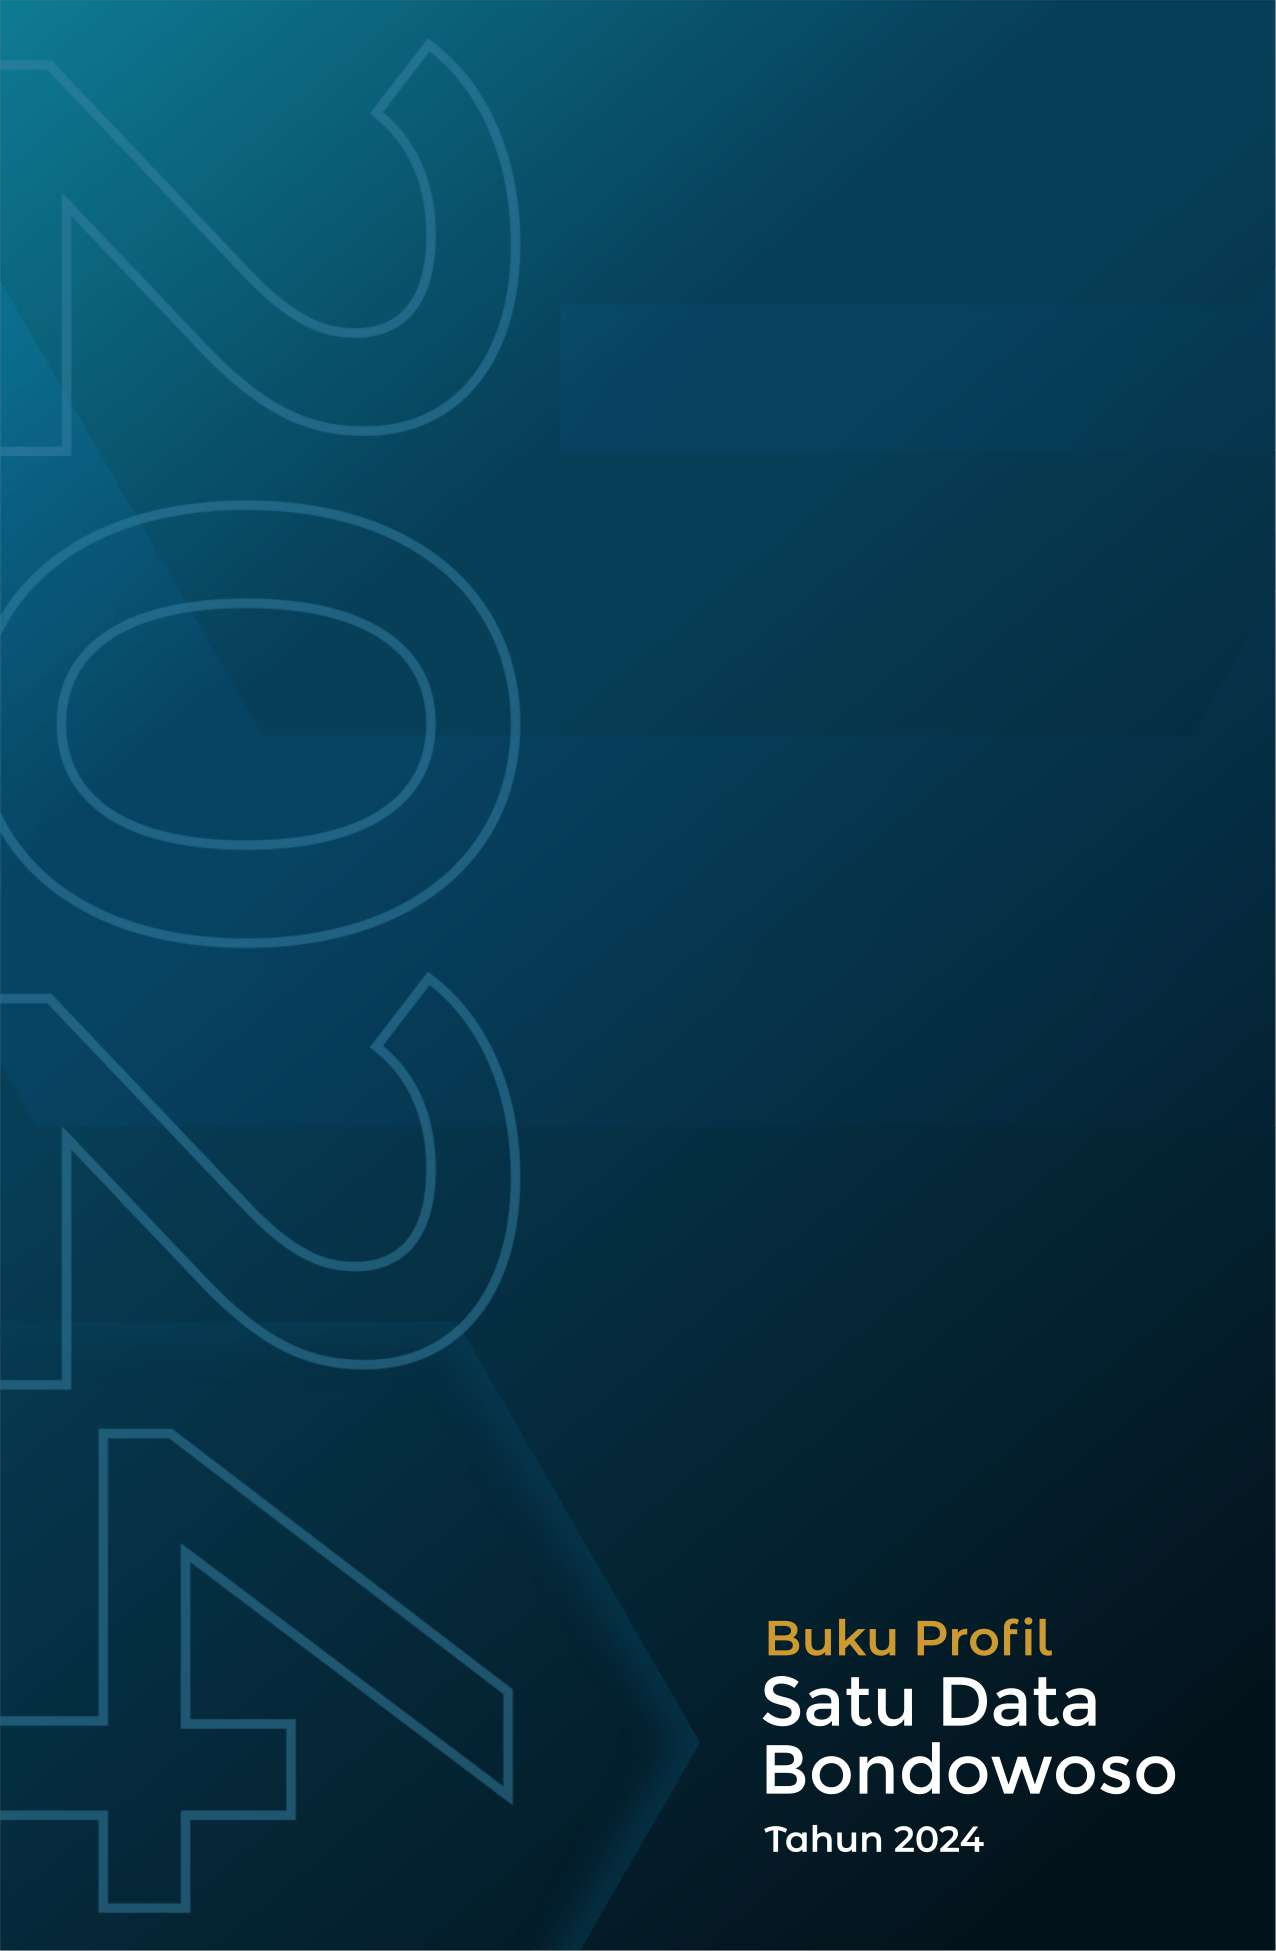 2024
Buku Profil
Satu Data
Bondowoso
Tahun 2024